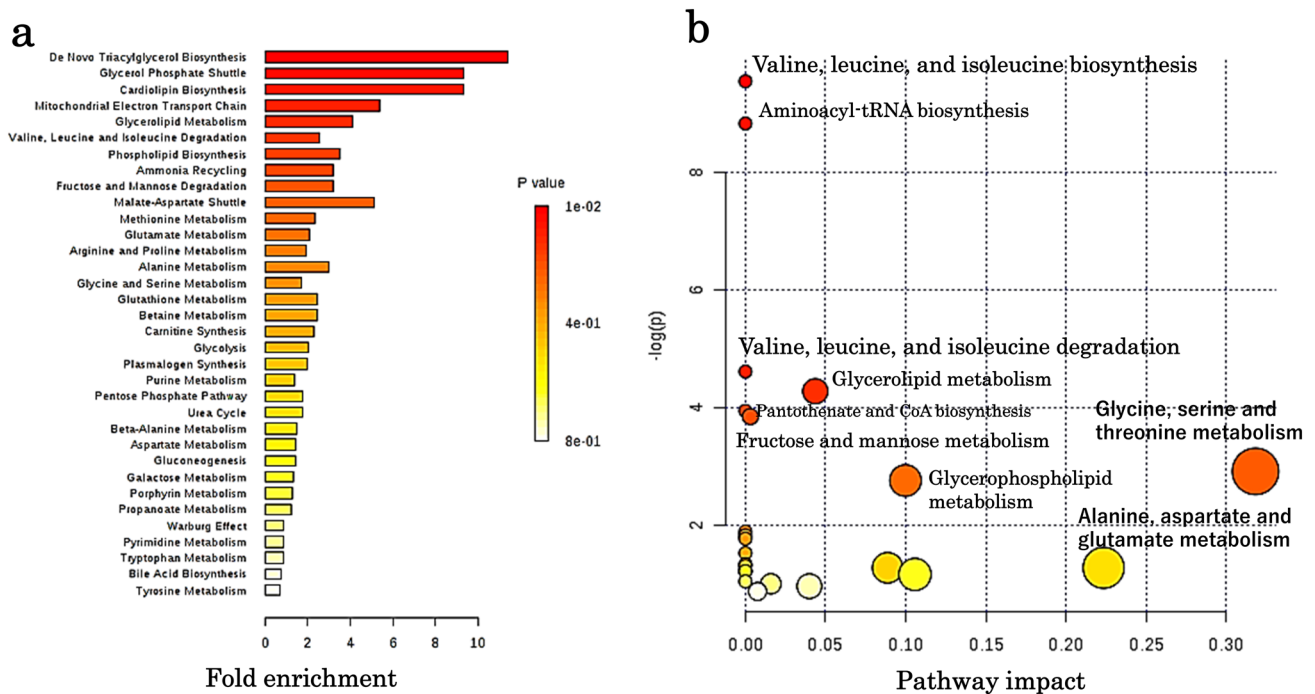 a
De Novo Triacylglycerol Biosynthesis
Glycerol Phosphate Shuttle
Cardiolipin Biosynthesis
Mitochondrial Electron Transport Chain
Glycerolipid Metabolism
Valine, Leucine and Isoleucine Degradation
Phospholipid Biosynthesis
Ammonia Recycling
Fructose and Mannose Degradation
Malate-Aspartate Shuttle
Methionine Metabolism
Glutamate Metabolism
Arginine and Proline Metabolism
Alanine Metabolism
Glycine and Serine Metabolism
Glutathione Metabolism
Betaine Metabolism
Carnitine Synthesis
Glycolysis
Plasmalogen Synthesis
Purine Metabolism
Pentose Phosphate Pathway
Urea Cycle
Beta-Alanine Metabolism
Aspartate Metabolism
Gluconeogenesis
Galactose Metabolism
Porphyrin Metabolism
Propanoate Metabolism
Warburg Effect
Pyrimidine Metabolism
Tryptophan Metabolism
Bile Acid Biosynthesis
Tyrosine Metabolism
0 2 4 6 8 10
Fold enrichment
P value
1e-02
4e-01
8e-01
b
Valine, leucine, and isoleucine biosynthesis
Aminoacyl-tRNA biosynthesis
Valine, leucine, and isoleucine degradation
Glycerolipid metabolism
Pantothenate and CoA biosynthesis
Fructose and mannose metabolism
Glycine, serine and
threonine metabolism
Glycerophospholipid
metabolism
Alanine, aspartate and
glutamate metabolism
8
6
4
2
-log(p)
0.00 0.05 0.10 0.15 0.20 0.25 0.30
Pathway impact